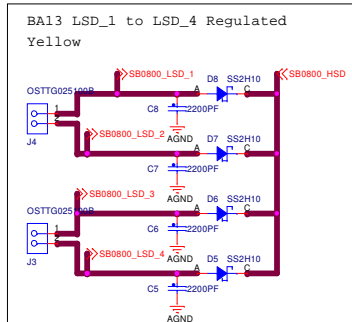 BA13 LSD_1 to LSD_4 Regulated
Yellow
SB0800_LSD_1
D8 SS2H10
SB0800_HSD
OSTTG025100B
A
C
1
2
C8
2200PF
J4
SB0800_LSD_2
AGND
D7 SS2H10
A
C
C7
2200PF
SB0800_LSD_3
AGND
D6 SS2H10
OSTTG025100B
A
C
1
2
C6
2200PF
J3
SB0800_LSD_4
AGND
D5 SS2H10
A
C
C5
2200PF
AGND